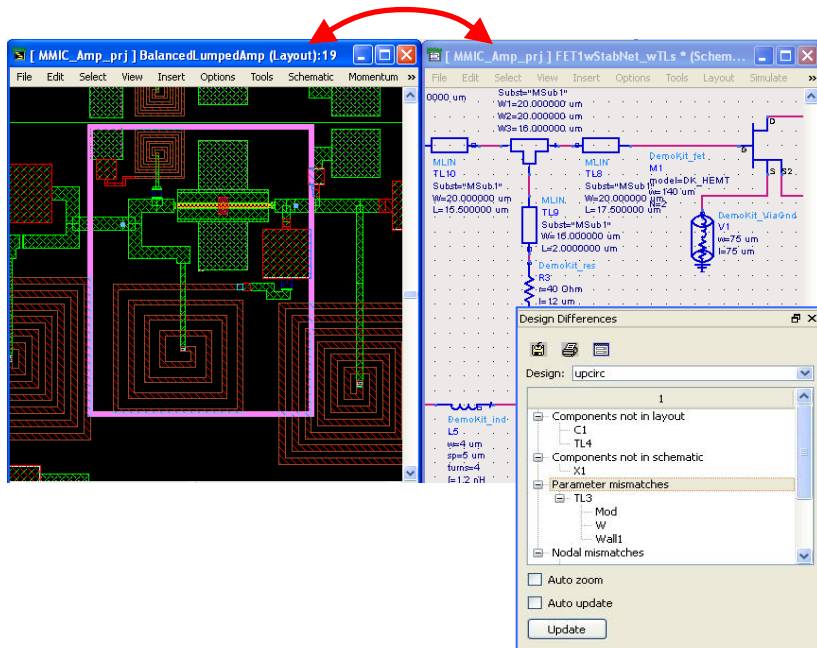 [ MMIC_Amp_prj ] BalancedLumpedAmp (Layout):19
File Edit Select View Insert Options Tools Schematic Momentum »
[ MMIC_Amp_prj ] FET1wStabNet_wTLs * (Schem...
File Edit Select View Insert Options Tools Layout Simulate »
0000 um
Subst="MSub1"
W1=20.000000 um
W2=20.000000 um
W3=16.000000 um
MLIN
TL10
Subst="MSub1"
W=20.000000 um
L=15.500000 um
MLIN
TL8
Subst="MSub1"
W=20.000000 um
L=17.500000 um
DemoKit_fet
M1
model=DK_HEMT
w=140 um
N=2
G
D
S
S2
MLIN
TL9
Subst="MSub1"
W=16.000000 um
L=2.0000000 um
DemoKit_ViaGnd
V1
w=75 um
l=75 um
DemoKit_res
R3
r=40 Ohm
l=12 um
DemoKit_ind
L5
w=4 um
sp=5 um
turns=4
l=1.2 nH
Design Differences
Design: upcirc
1
Components not in layout
C1
TL4
Components not in schematic
X1
Parameter mismatches
TL3
Mod
W
Wall1
Nodal mismatches
Auto zoom
Auto update
Update